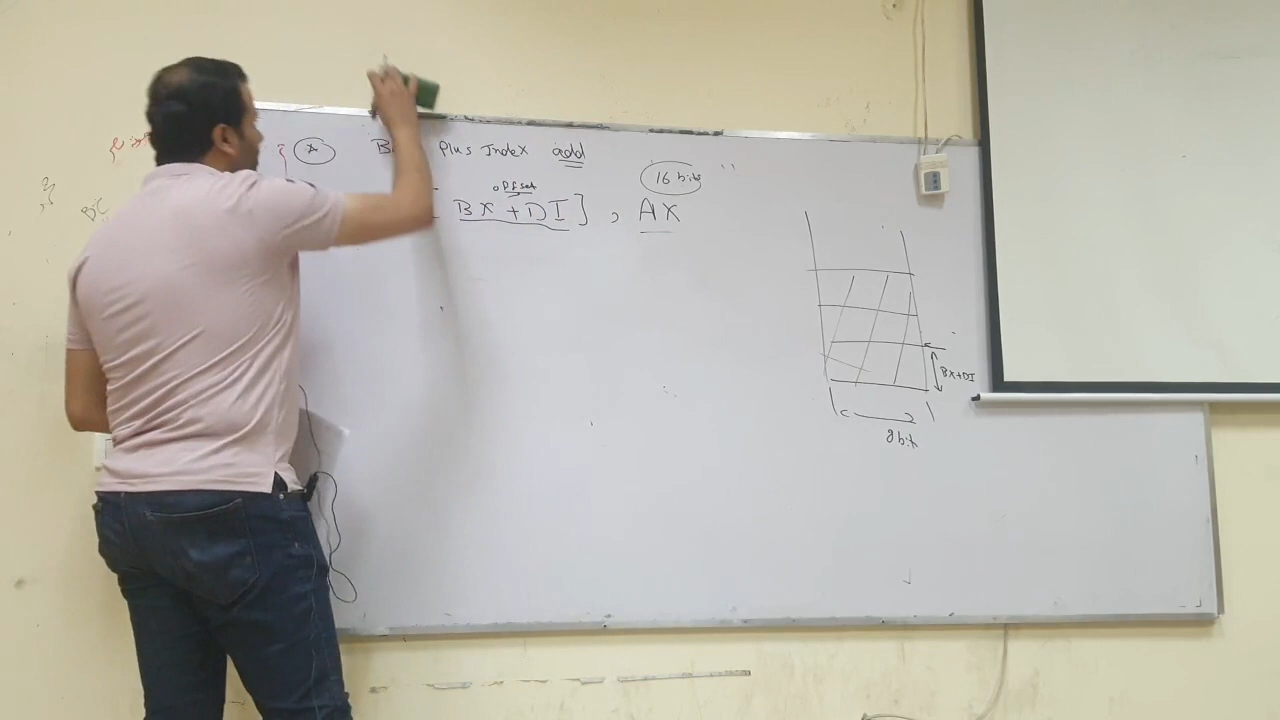 A
Plus Index add
16 bits
offset
[BX + DI] , AX
BX+DI
8 bit